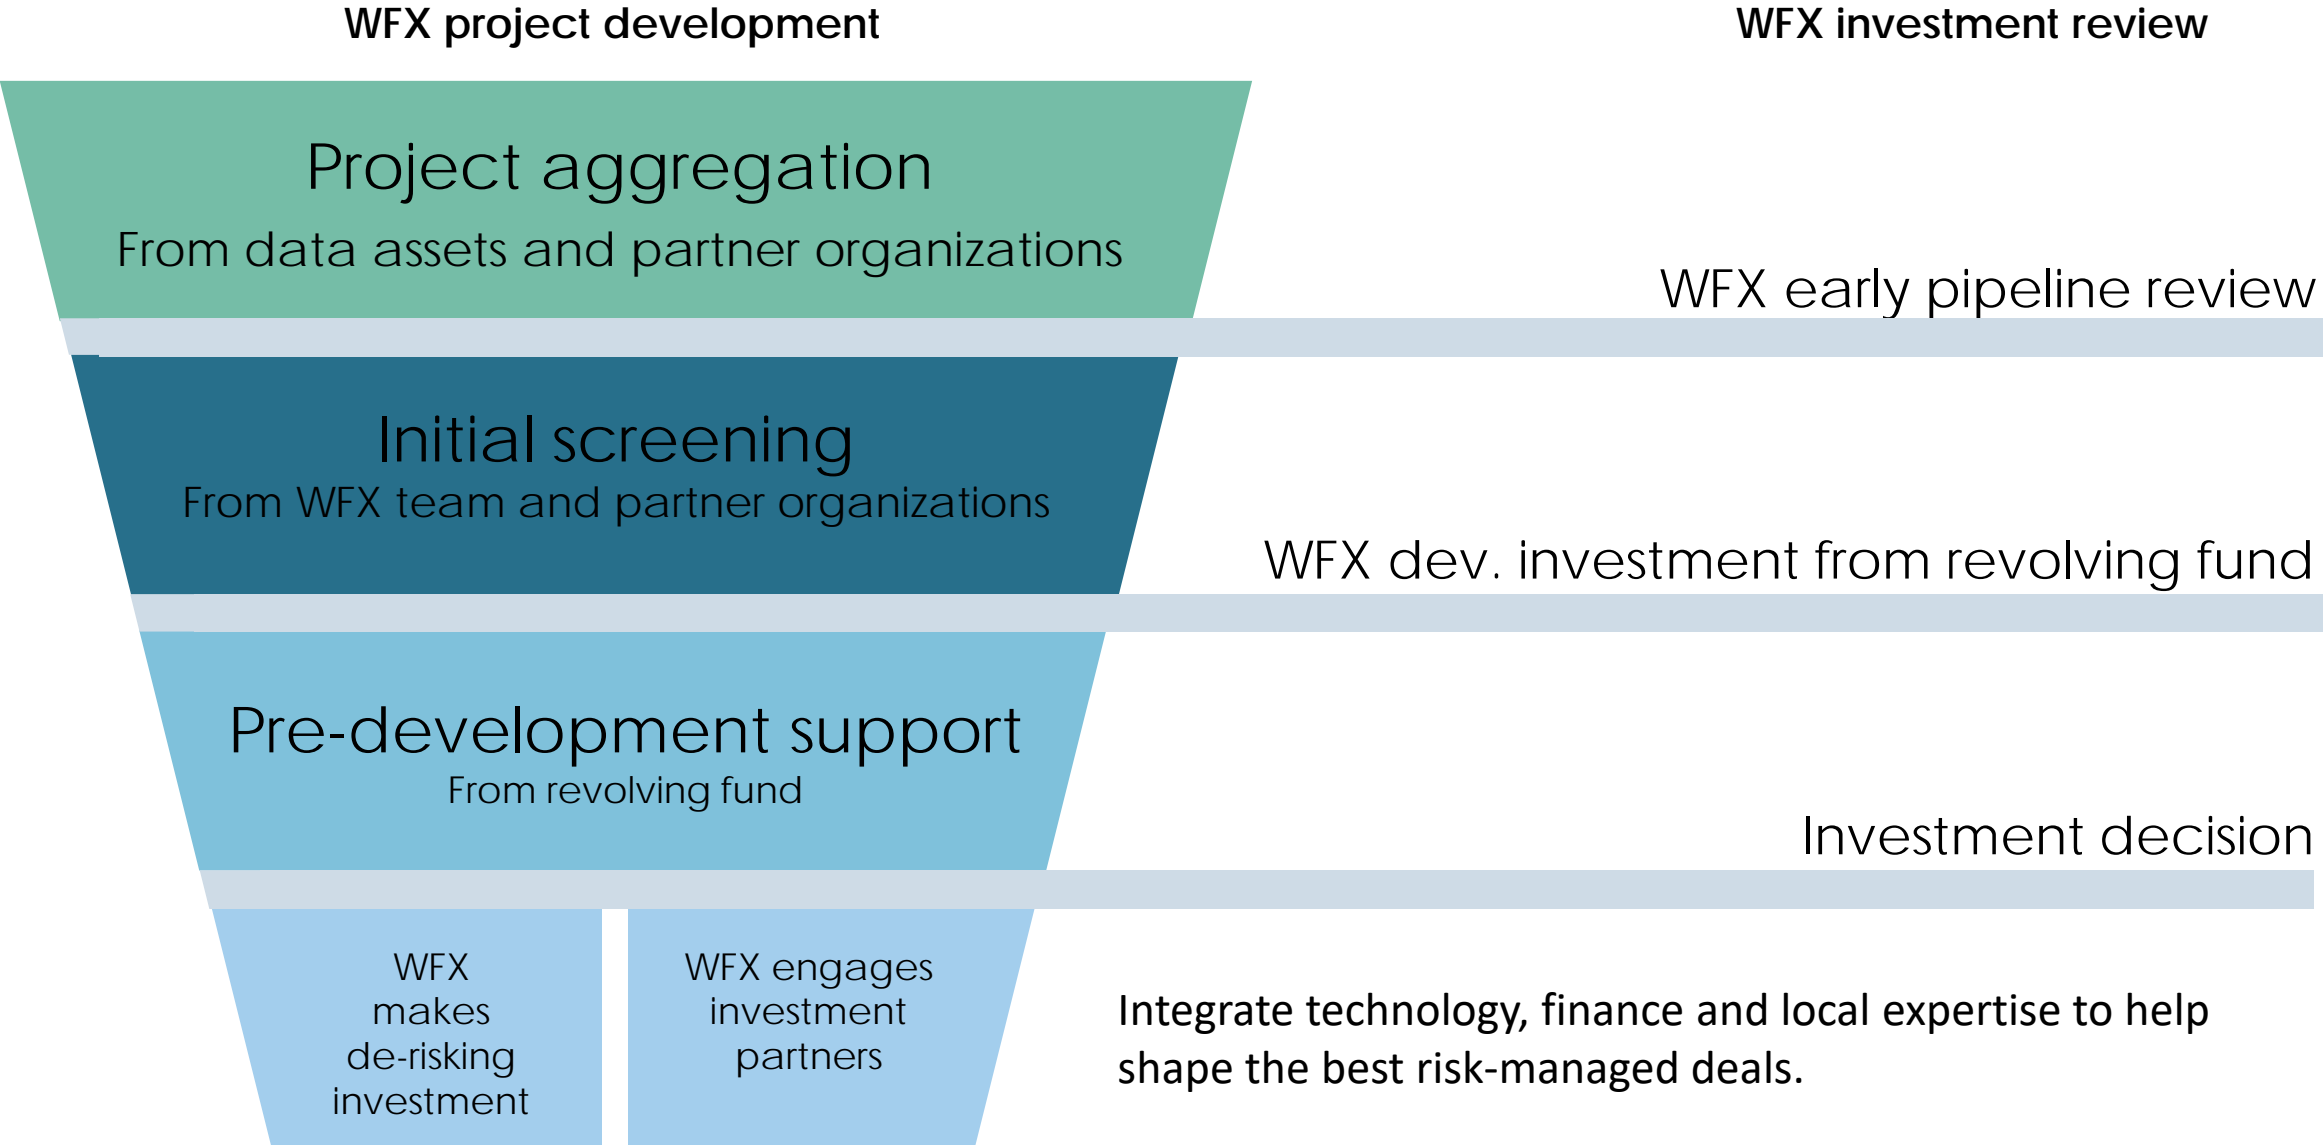 WFX project development
WFX investment review
Project aggregation
From data assets and partner organizations
WFX early pipeline review
Initial screening
From WFX team and partner organizations
WFX dev. investment from revolving fund
Pre-development support
From revolving fund
Investment decision
WFX
makes
de-risking
investment
WFX engages
investment
partners
Integrate technology, finance and local expertise to help
shape the best risk-managed deals.